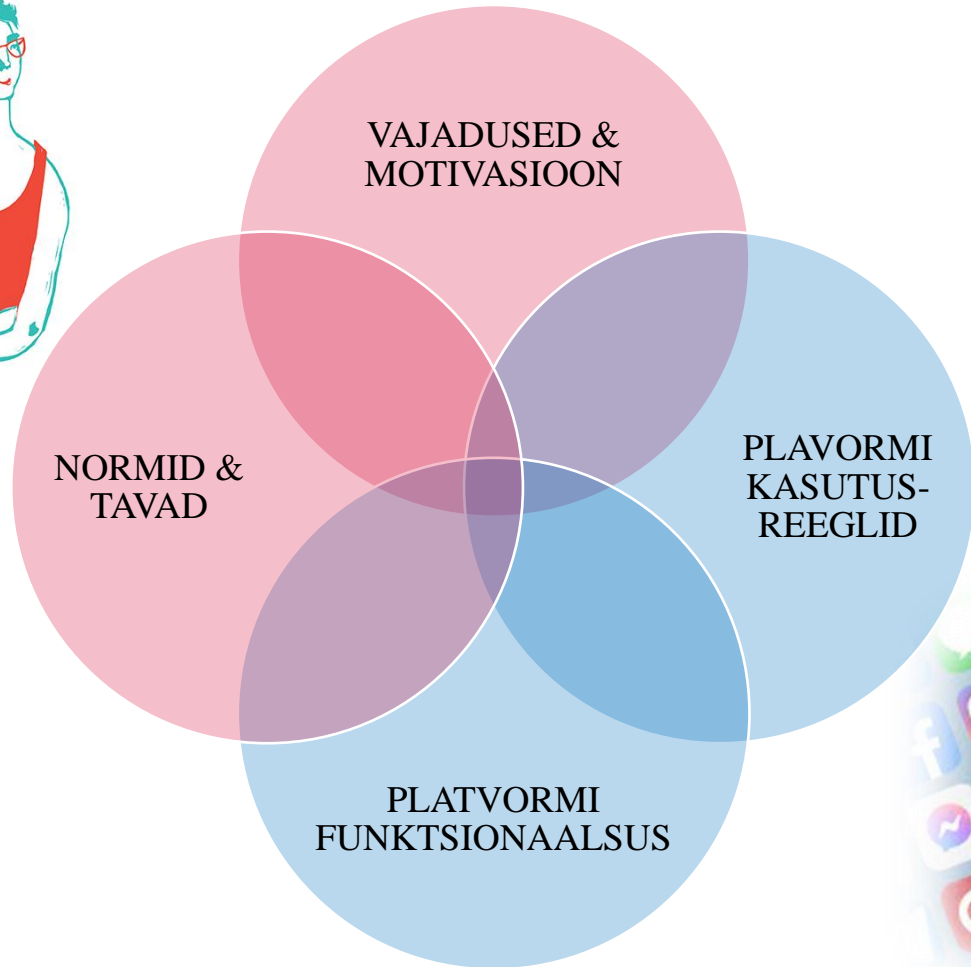 VAJADUSED &
MOTIVASIOON
NORMID &
TAVAD
PLAVORMI
KASUTUS-
REEGLID
PLATVORMI
FUNKTSIONAALSUS